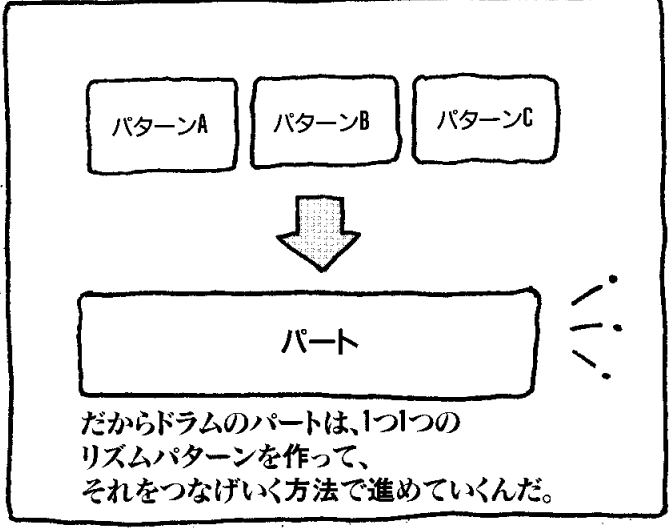 パターンA
パターンB
パターンC
パート
だからドラムのパートは、1つ1つの
リズムパターンを作って、
それをつなげいく方法で進めていくんだ。